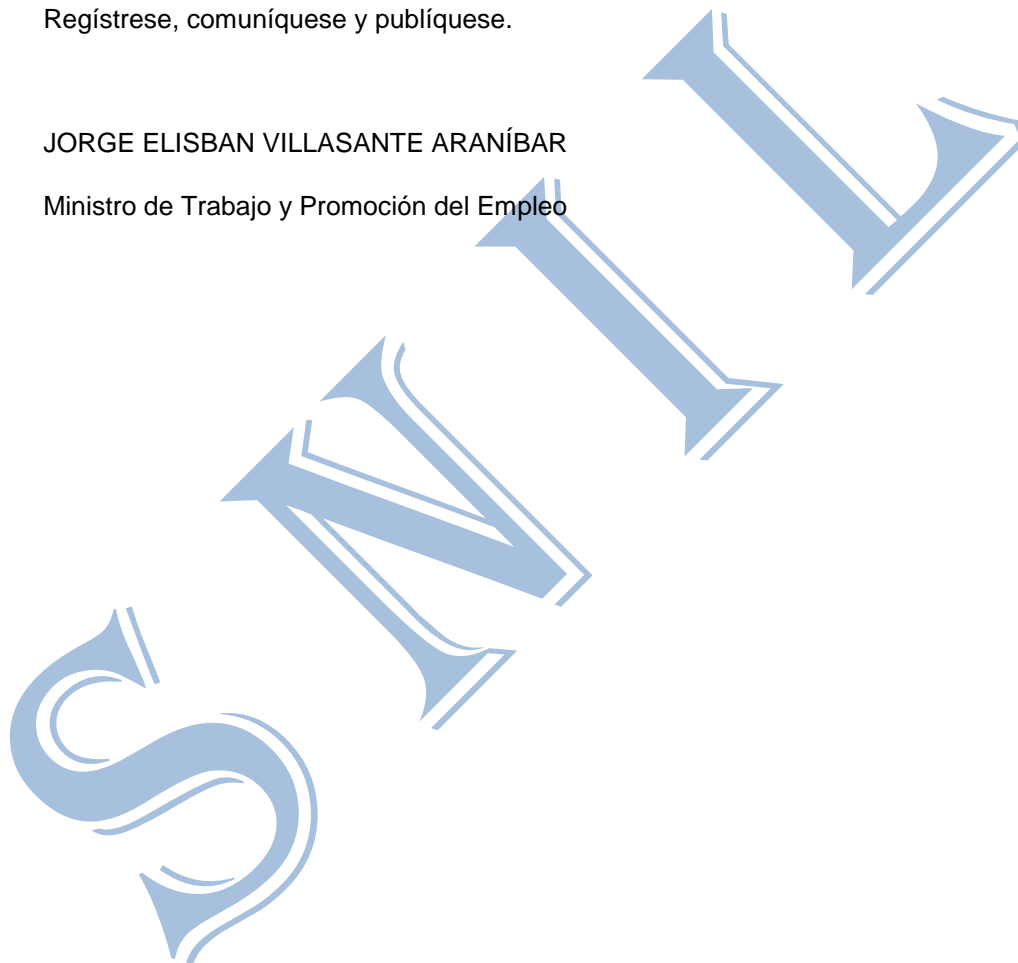 Regístrese, comuníquese y publíquese.
JORGE ELISBAN VILLASANTE ARANÍBAR
Ministro de Trabajo y Promoción del Empleo
SNIL